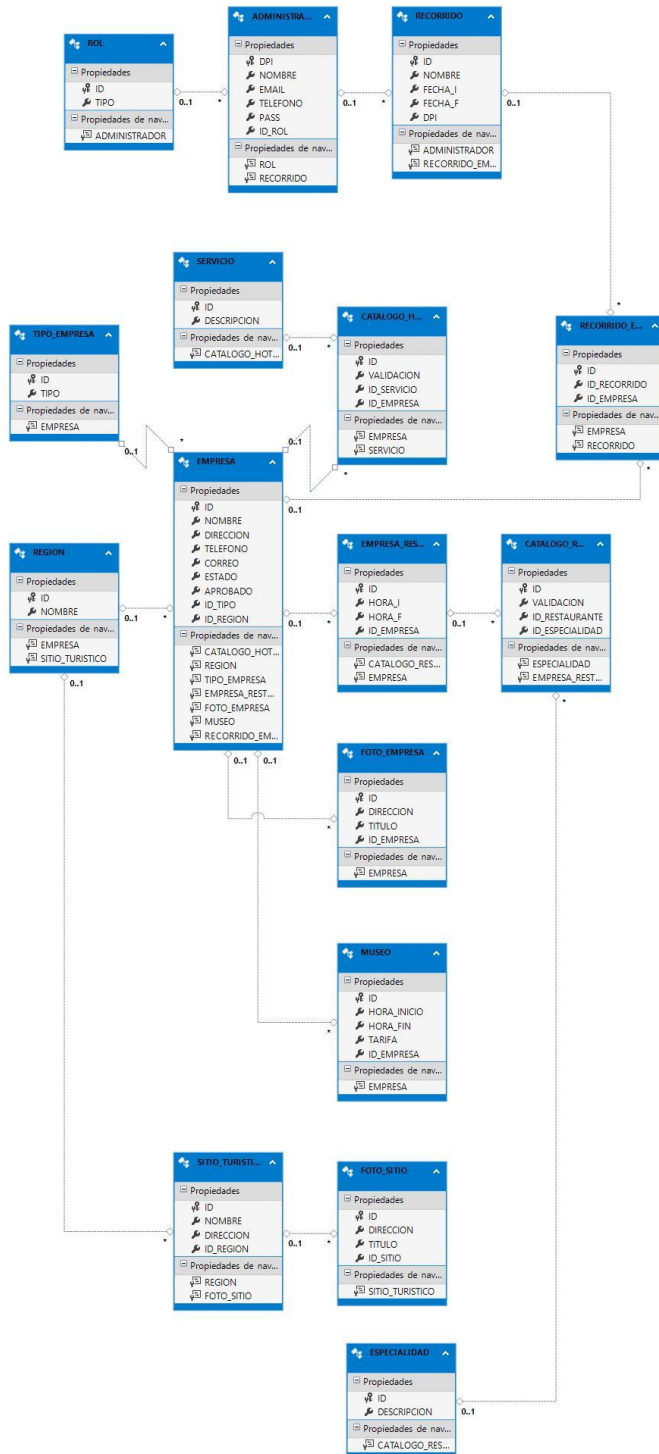 ROL
Propiedades
ID
TIPO
Propiedades de nav...
ADMINISTRADOR
0..1
*
ADMINISTRA...
Propiedades
DPI
NOMBRE
EMAIL
TELEFONO
PASS
ID_ROL
Propiedades de nav...
ROL
RECORRIDO
0..1
*
RECORRIDO
Propiedades
ID
NOMBRE
FECHA_I
FECHA_F
DPI
Propiedades de nav...
ADMINISTRADOR
RECORRIDO_EM...
0..1
*
SERVICIO
Propiedades
ID
DESCRIPCION
Propiedades de nav...
CATALOGO_HOT...
0..1
*
CATALOGO_H...
Propiedades
ID
VALIDACION
ID_SERVICIO
ID_EMPRESA
Propiedades de nav...
EMPRESA
SERVICIO
RECORRIDO_E...
Propiedades
ID
ID_RECORRIDO
ID_EMPRESA
Propiedades de nav...
EMPRESA
RECORRIDO
*
TIPO_EMPRESA
Propiedades
ID
TIPO
Propiedades de nav...
EMPRESA
0..1
*
0..1
*
EMPRESA
Propiedades
ID
NOMBRE
DIRECCION
TELEFONO
CORREO
ESTADO
APROBADO
ID_TIPO
ID_REGION
Propiedades de nav...
CATALOGO_HOT...
REGION
TIPO_EMPRESA
EMPRESA_REST...
FOTO_EMPRESA
MUSEO
RECORRIDO_EM...
0..1
REGION
Propiedades
ID
NOMBRE
Propiedades de nav...
EMPRESA
SITIO_TURISTICO
0..1
*
0..1
EMPRESA_RES...
Propiedades
ID
HORA_I
HORA_F
ID_EMPRESA
Propiedades de nav...
CATALOGO_RES...
EMPRESA
0..1
*
CATALOGO_R...
Propiedades
ID
VALIDACION
ID_RESTAURANTE
ID_ESPECIALIDAD
Propiedades de nav...
ESPECIALIDAD
EMPRESA_REST...
0..1
*
*
0..1
0..1
FOTO_EMPRESA
Propiedades
ID
DIRECCION
TITULO
ID_EMPRESA
Propiedades de nav...
EMPRESA
*
MUSEO
Propiedades
ID
HORA_INICIO
HORA_FIN
TARIFA
ID_EMPRESA
Propiedades de nav...
EMPRESA
*
SITIO_TURISTI...
Propiedades
ID
NOMBRE
DIRECCION
ID_REGION
Propiedades de nav...
REGION
FOTO_SITIO
*
0..1
*
FOTO_SITIO
Propiedades
ID
DIRECCION
TITULO
ID_SITIO
Propiedades de nav...
SITIO_TURISTICO
ESPECIALIDAD
Propiedades
ID
DESCRIPCION
Propiedades de nav...
CATALOGO_RES...
0..1